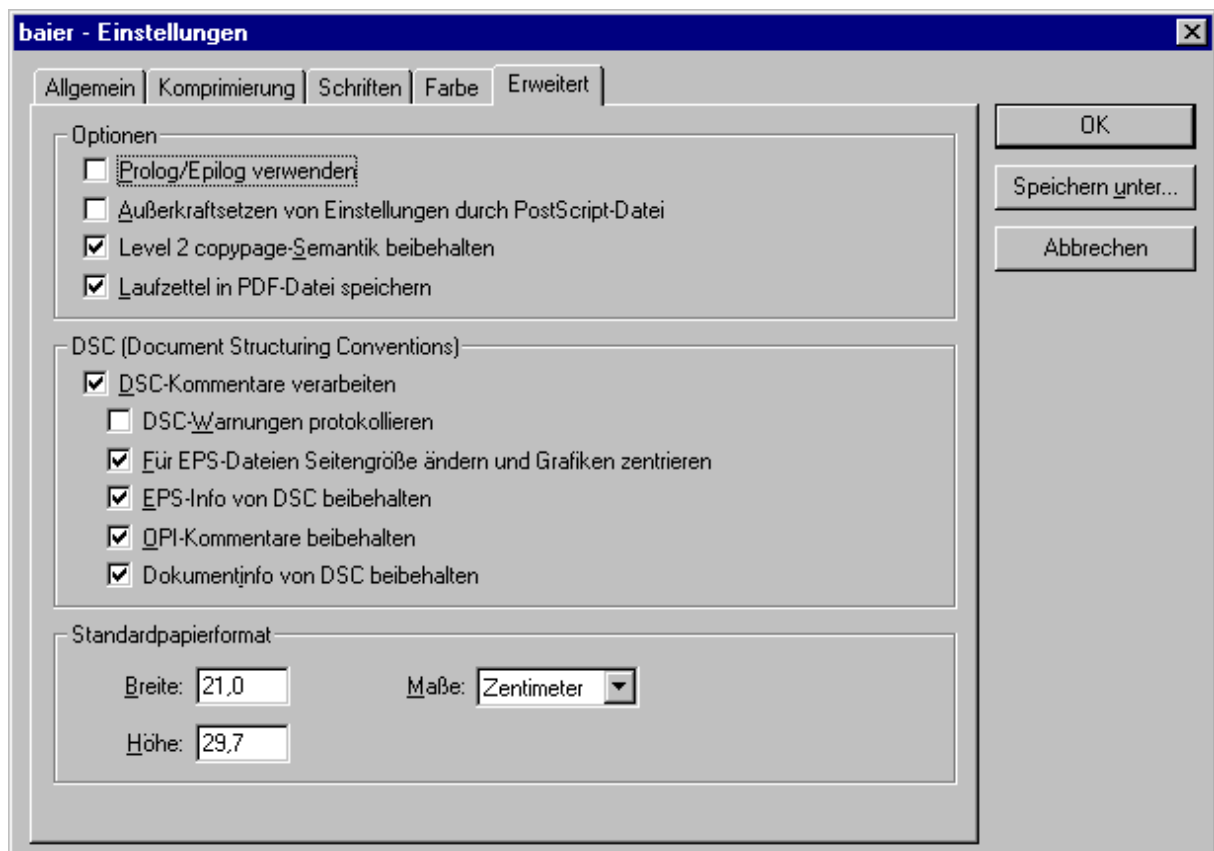 baier - Einstellungen
Allgemein Komprimierung Schriften Farbe Erweitert
Optionen
Prolog/Epilog verwenden
Außerkraftsetzen von Einstellungen durch PostScript-Datei
Level 2 copypage-Semantik beibehalten
Laufzettel in PDF-Datei speichern
DSC (Document Structuring Conventions)
DSC-Kommentare verarbeiten
DSC-Warnungen protokollieren
Für EPS-Dateien Seitengröße ändern und Grafiken zentrieren
EPS-Info von DSC beibehalten
OPI-Kommentare beibehalten
Dokumentinfo von DSC beibehalten
Standardpapierformat
Breite: 21,0 Maße: Zentimeter
Höhe: 29,7
OK
Speichern unter...
Abbrechen